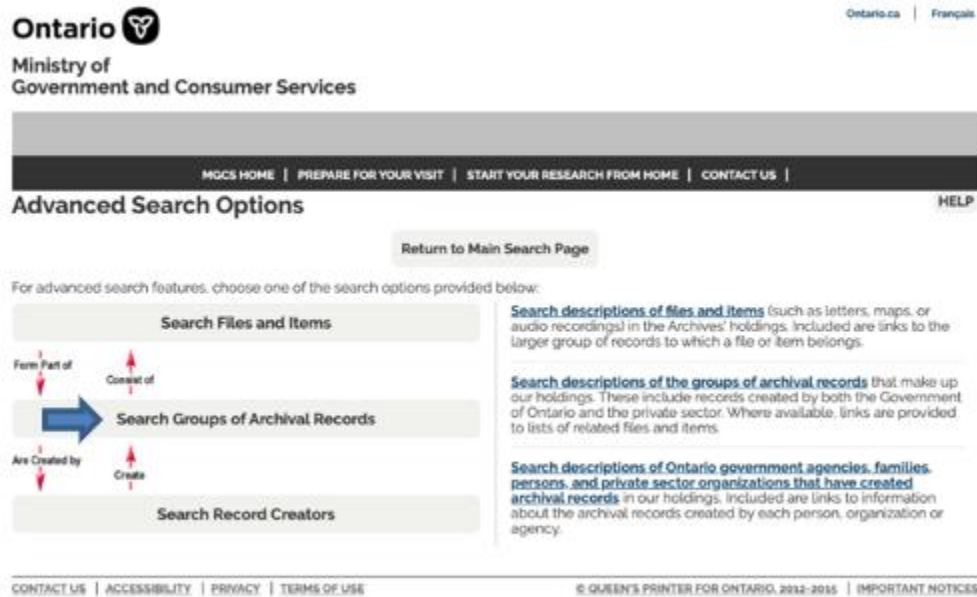 Ontario
Ontario.ca | Français
Ministry of
Government and Consumer Services
MGCS HOME | PREPARE FOR YOUR VISIT | START YOUR RESEARCH FROM HOME | CONTACT US |
Advanced Search Options
HELP
Return to Main Search Page
For advanced search features, choose one of the search options provided below:
Search Files and Items
Form Part of
Consist of
Search Groups of Archival Records
Are Created by
Create
Search Record Creators
Search descriptions of files and items (such as letters, maps, or
audio recordings) in the Archives' holdings. Included are links to the
larger group of records to which a file or item belongs.
Search descriptions of the groups of archival records that make up
our holdings. These include records created by both the Government
of Ontario and the private sector. Where available, links are provided
to lists of related files and items.
Search descriptions of Ontario government agencies, families,
persons, and private sector organizations that have created
archival records in our holdings. Included are links to information
about the archival records created by each person, organization or
agency.
CONTACT US | ACCESSIBILITY | PRIVACY | TERMS OF USE
© QUEEN'S PRINTER FOR ONTARIO, 2012-2015 | IMPORTANT NOTICES